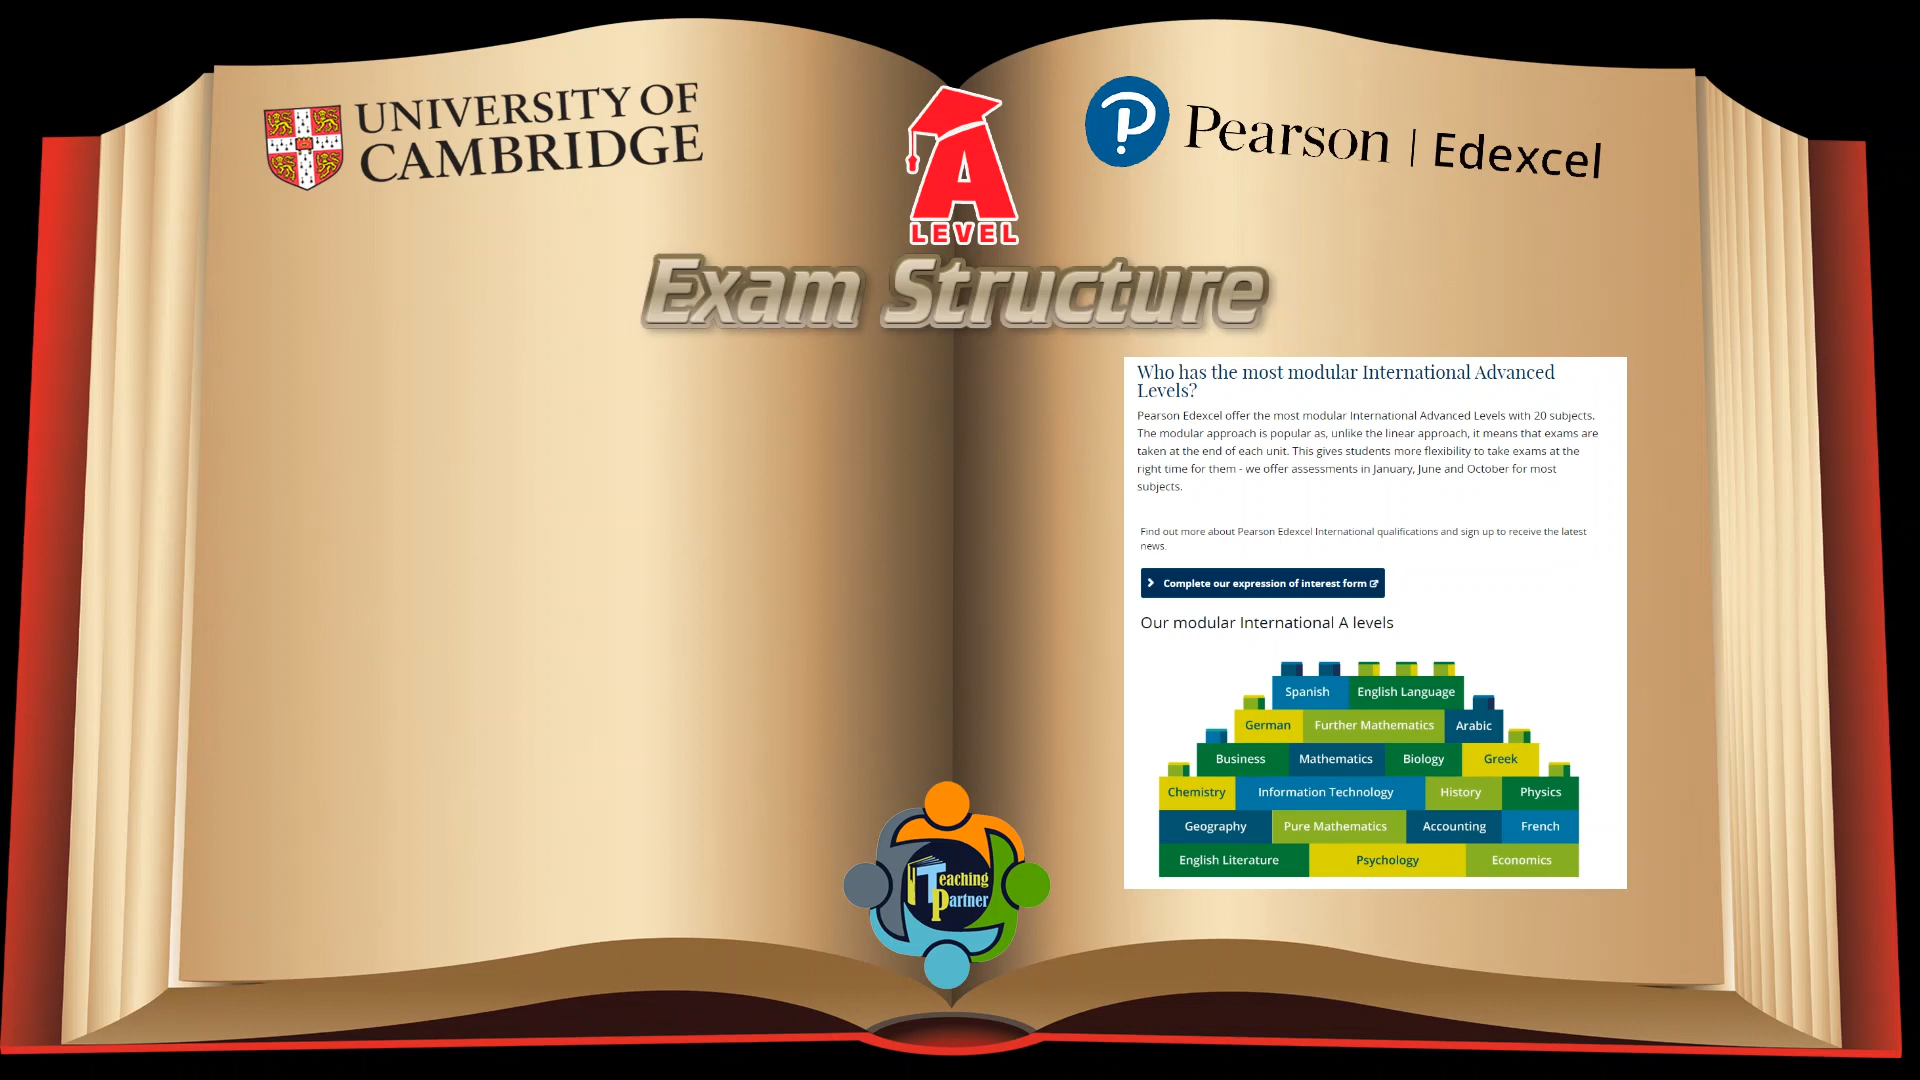 UNIVERSITY OF
CAMBRIDGE
A
LEVEL
Pearson | Edexcel
Exam Structure
Who has the most modular International Advanced
Levels?
Pearson Edexcel offer the most modular International Advanced Levels with 20 subjects.
The modular approach is popular as, unlike the linear approach, it means that exams are
taken at the end of each unit. This gives students more flexibility to take exams at the
right time for them - we offer assessments in January, June and October for most
subjects.
Find out more about Pearson Edexcel International qualifications and sign up to receive the latest
news.
Complete our expression of interest form
Our modular International A levels
Spanish English Language
German Further Mathematics Arabic
Business Mathematics Biology Greek
Chemistry Information Technology History Physics
Geography Pure Mathematics Accounting French
English Literature Psychology Economics
Teaching
Partner